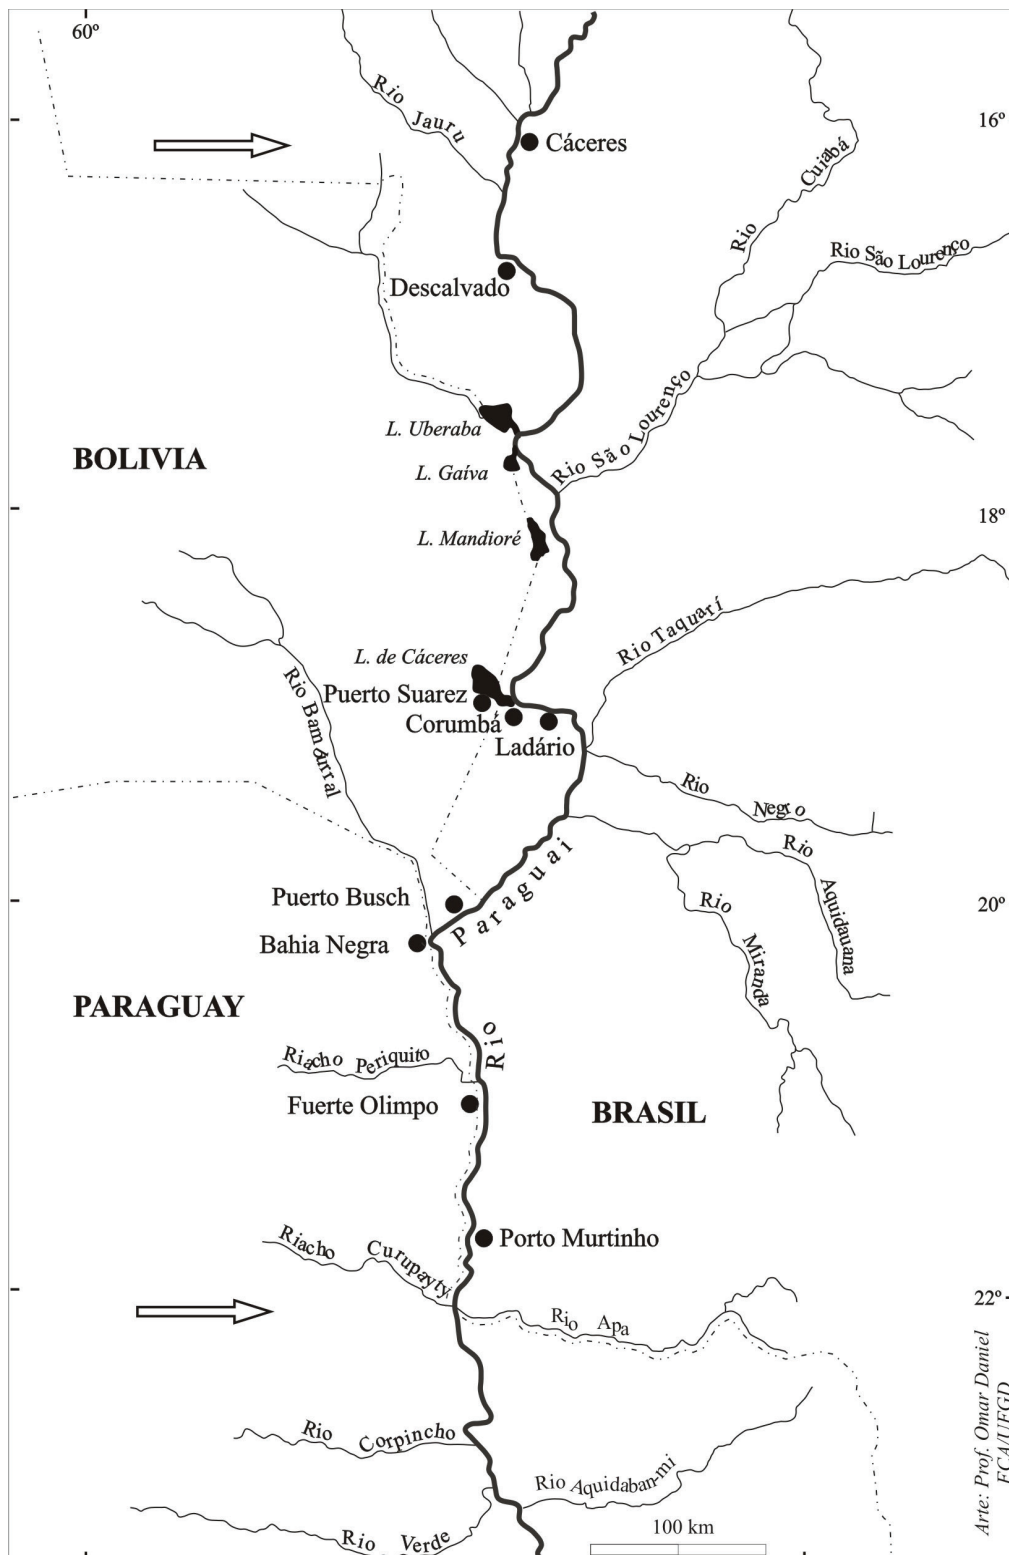 60º
16º
Rio Jauru
Cáceres
Rio Cuiabá
Rio São Lourenço
Descalvado
L. Uberaba
BOLIVIA
L. Gaíva
Rio São Lourenço
18º
L. Mandioré
Rio Taquarí
L. de Cáceres
Puerto Suarez
Corumbá
Ladário
Rio Negro
Rio Aquidauana
Rio Miranda
Puerto Busch
20º
Bahia Negra
Rio Paraguai
PARAGUAY
Riacho Periquito
Fuerte Olimpo
BRASIL
Porto Murtinho
Riacho Curupayty
22º
Rio Apa
Rio Corpincho
Rio Aquidaban-mi
Rio Verde
100 km
Arte: Prof. Omar Daniel
FCA/UFGD